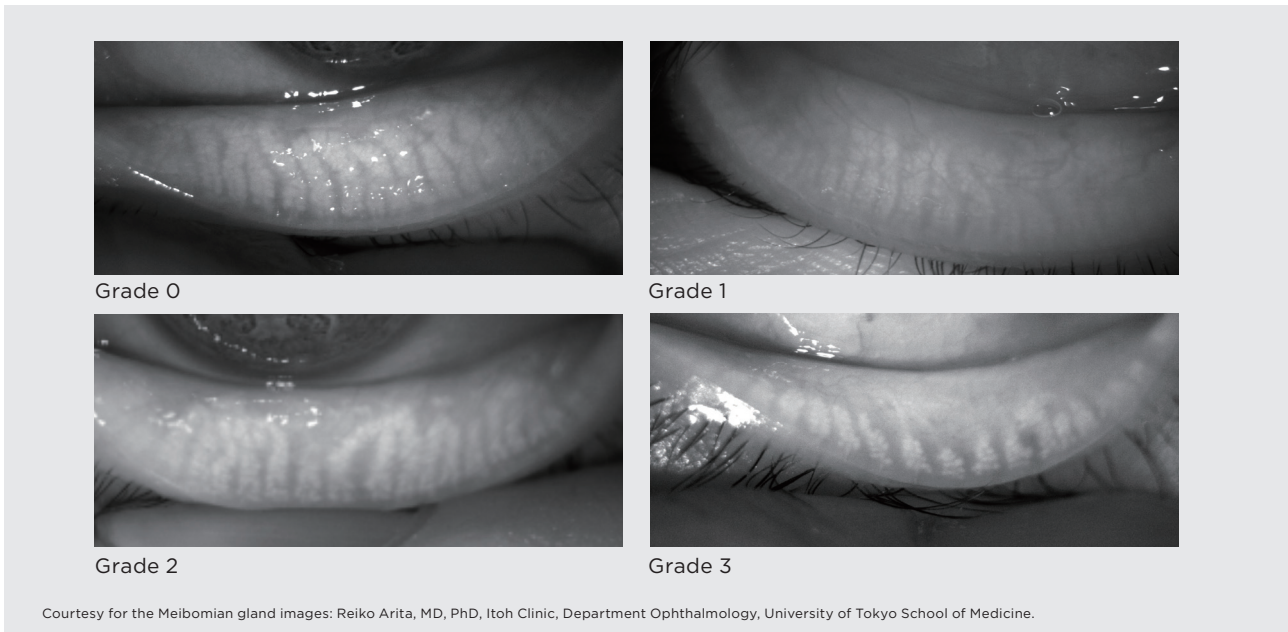 Grade 0
Grade 1
Grade 2
Grade 3
Courtesy for the Meibomian gland images: Reiko Arita, MD, PhD, Itoh Clinic, Department Ophthalmology, University of Tokyo School of Medicine.